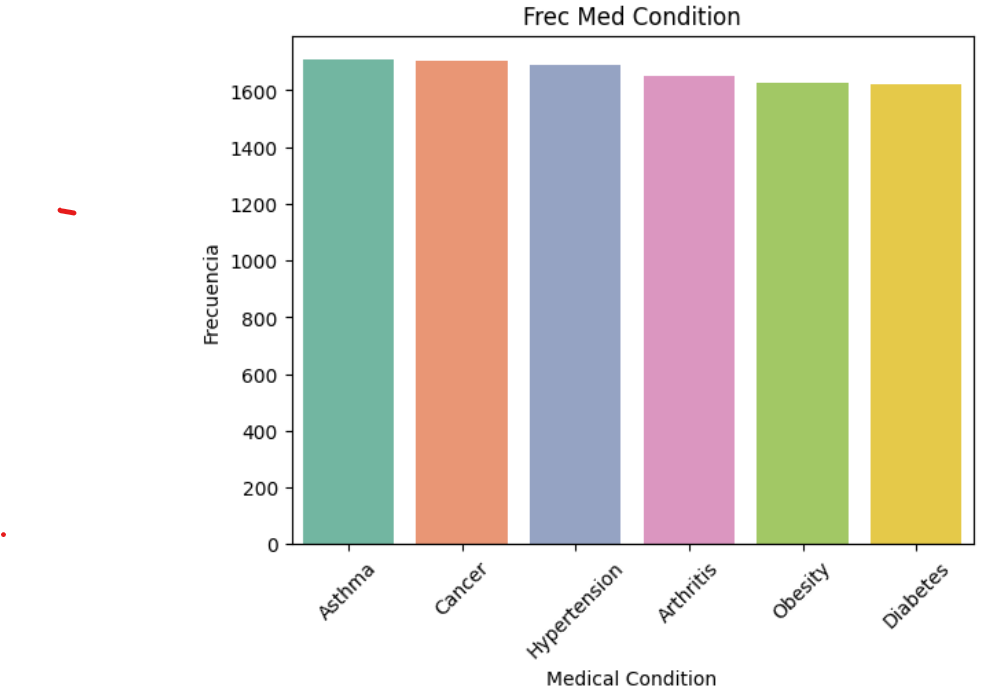 Frec Med Condition
1600
1400
1200
1000
800
600
400
200
0
Frecuencia
Asthma
Cancer
Hypertension
Arthritis
Obesity
Diabetes
Medical Condition